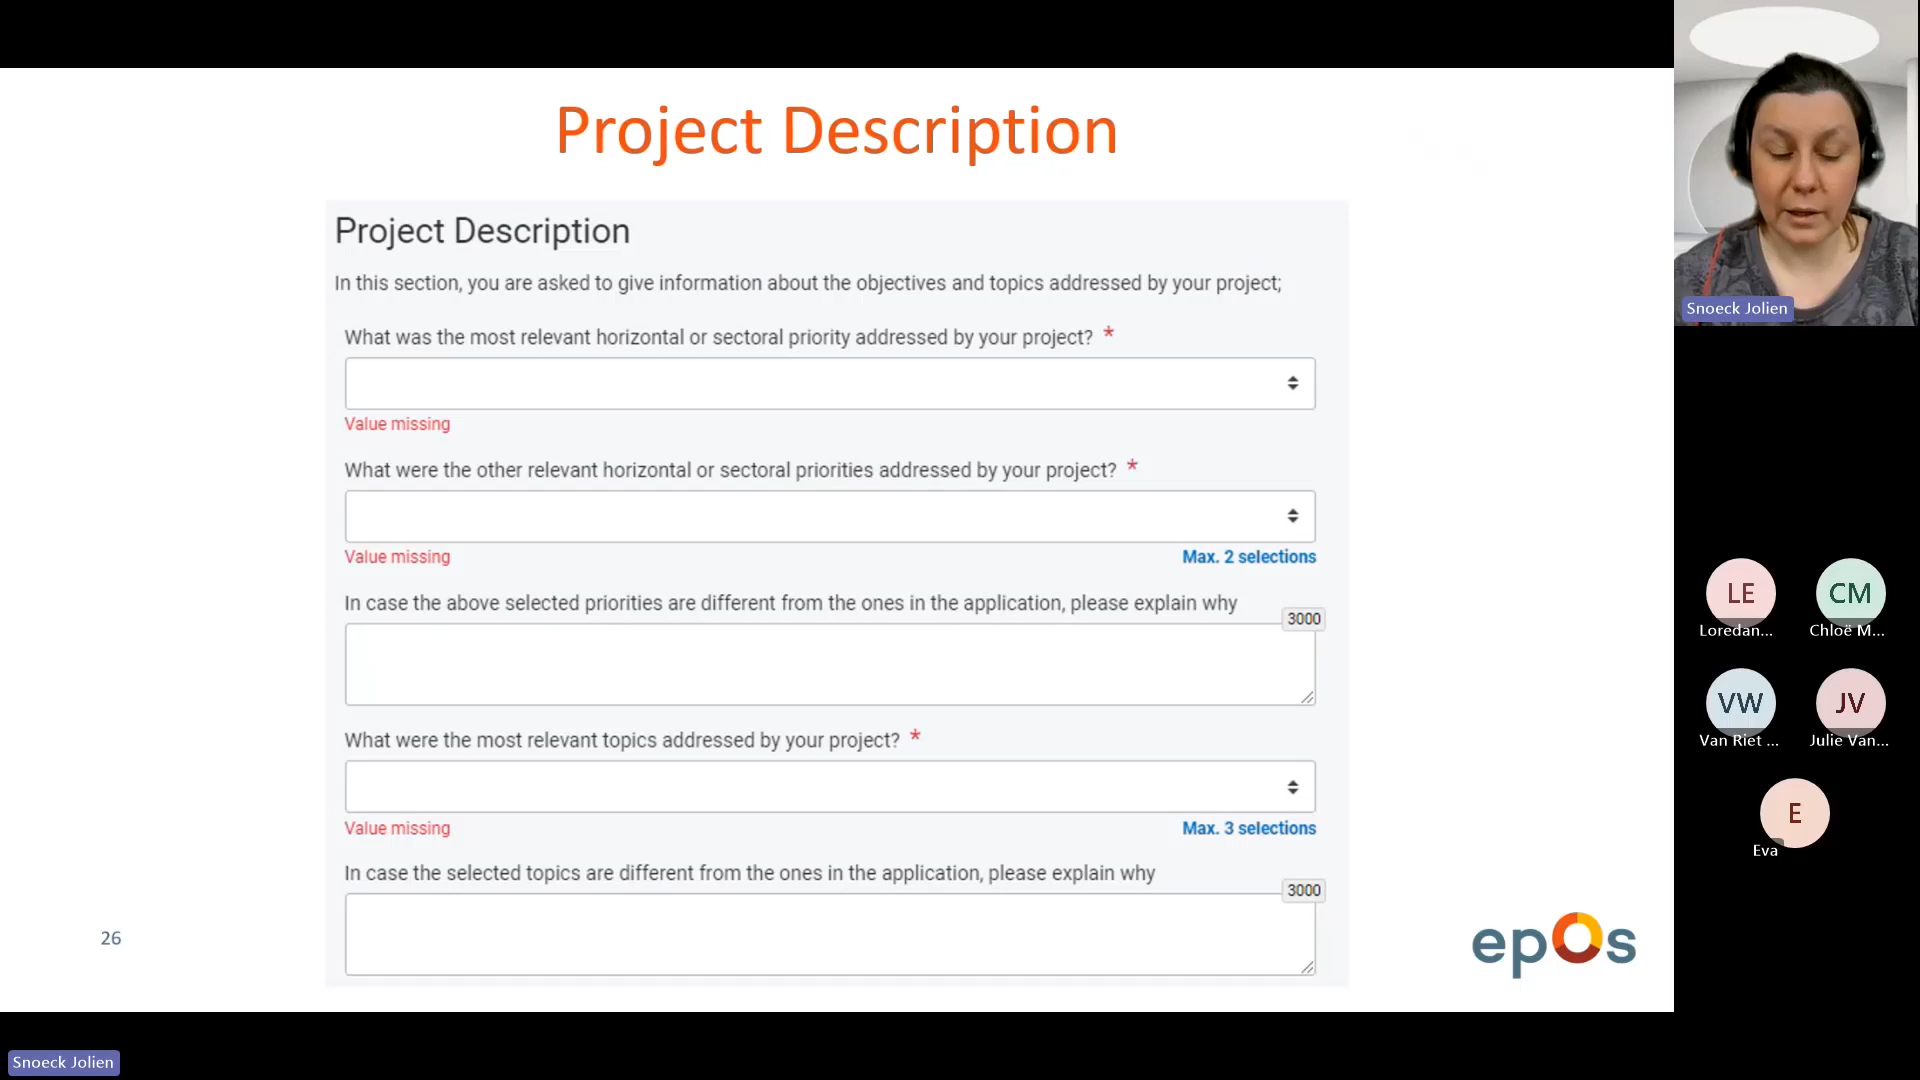 Project Description
Project Description
In this section, you are asked to give information about the objectives and topics addressed by your project;
What was the most relevant horizontal or sectoral priority addressed by your project? *
Value missing
What were the other relevant horizontal or sectoral priorities addressed by your project? *
Value missing
Max. 2 selections
In case the above selected priorities are different from the ones in the application, please explain why
3000
What were the most relevant topics addressed by your project? *
Value missing
Max. 3 selections
In case the selected topics are different from the ones in the application, please explain why
3000
26
epos
Snoeck Jolien
LE
Loredan...
CM
Chloë M...
VW
Van Riet ...
JV
Julie Van...
E
Eva
Snoeck Jolien